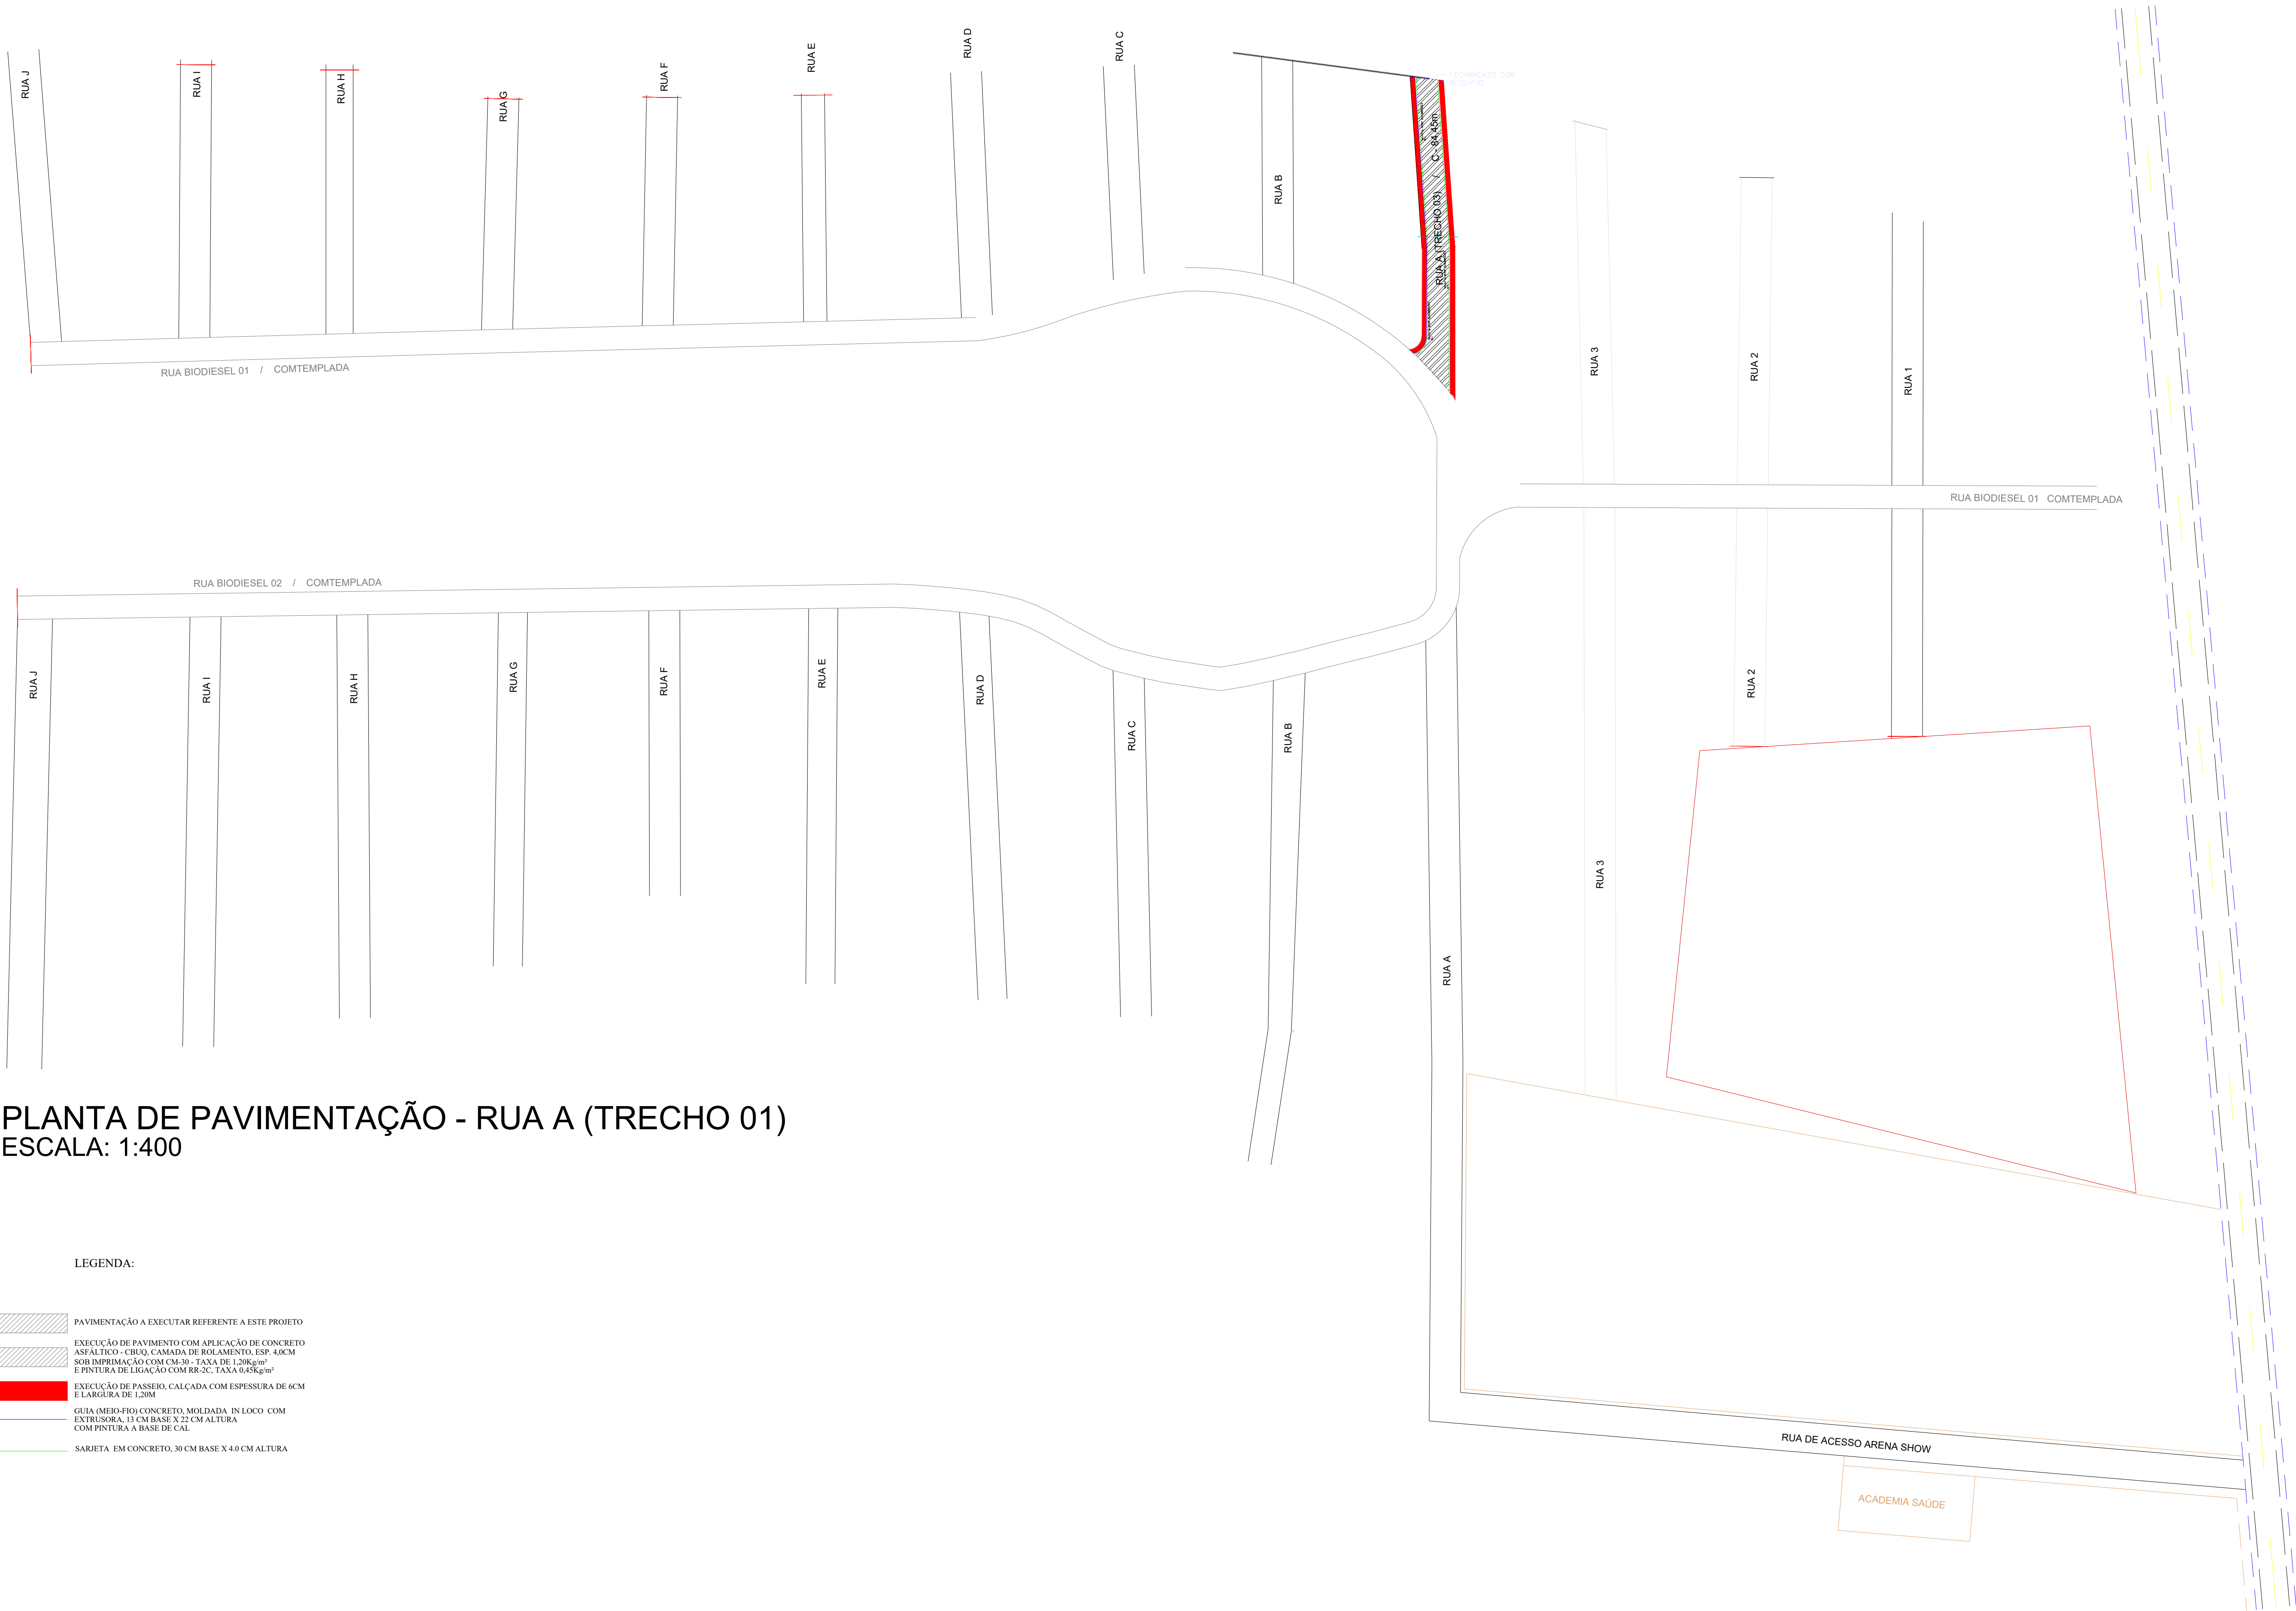 RUA J
RUA I
RUA H
RUA G
RUA F
RUA E
RUA D
RUA C
RUA B
FECHAMENTO COM
MEIO-FIO
RUA A (TRECHO 03) / C - 84.45m
RUA 3
RUA 2
RUA 1
RUA BIODIESEL 01 / COMTEMPLADA
RUA BIODIESEL 01 COMTEMPLADA
RUA BIODIESEL 02 / COMTEMPLADA
RUA J
RUA I
RUA H
RUA G
RUA F
RUA E
RUA D
RUA C
RUA B
RUA A
RUA 3
RUA 2
PLANTA DE PAVIMENTAÇÃO - RUA A (TRECHO 01)
ESCALA: 1:400
LEGENDA:
PAVIMENTAÇÃO A EXECUTAR REFERENTE A ESTE PROJETO
EXECUÇÃO DE PAVIMENTO COM APLICAÇÃO DE CONCRETO
ASFÁLTICO - CBUQ, CAMADA DE ROLAMENTO, ESP. 4,0CM
SOB IMPRIMAÇÃO COM CM-30 - TAXA DE 1,20Kg/m²
E PINTURA DE LIGAÇÃO COM RR-2C, TAXA 0,45Kg/m²
EXECUÇÃO DE PASSEIO, CALÇADA COM ESPESSURA DE 6CM
E LARGURA DE 1,20M
GUIA (MEIO-FIO) CONCRETO, MOLDADA IN LOCO COM
EXTRUSORA, 13 CM BASE X 22 CM ALTURA
COM PINTURA A BASE DE CAL
SARJETA EM CONCRETO, 30 CM BASE X 4.0 CM ALTURA
RUA DE ACESSO ARENA SHOW
ACADEMIA SAÚDE